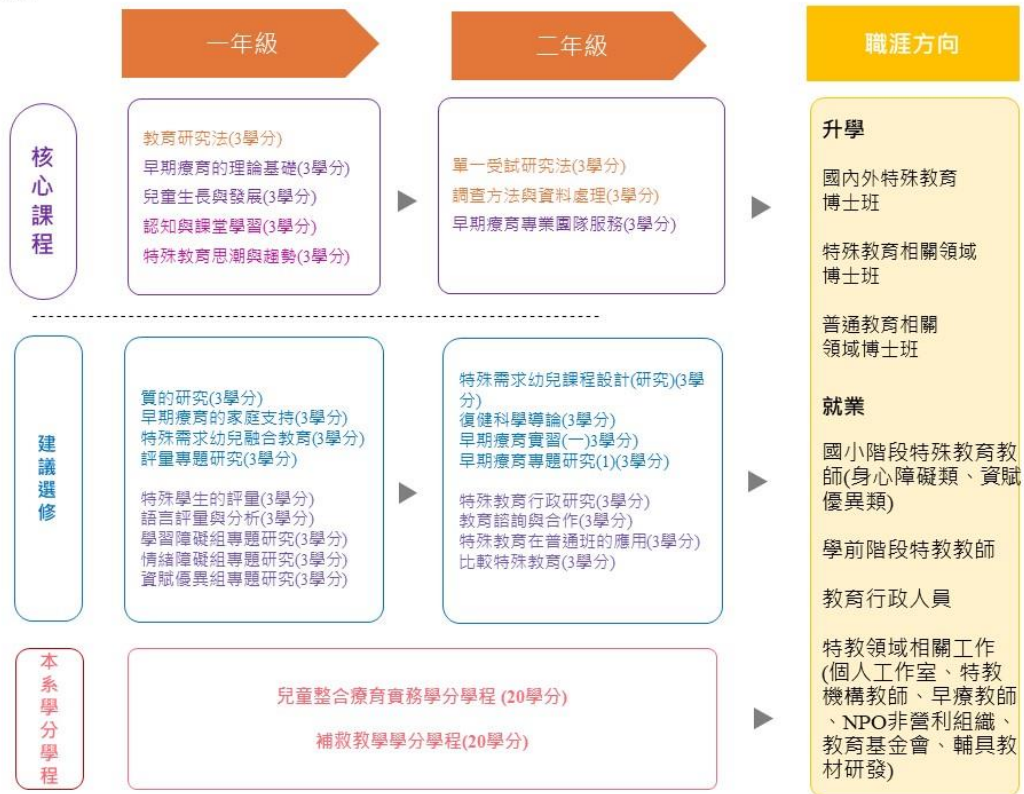 一年級
二年級
職涯方向
核心課程
教育研究法(3學分)
早期療育的理論基礎(3學分)
兒童生長與發展(3學分)
認知與課堂學習(3學分)
特殊教育思潮與趨勢(3學分)
單一受試研究法(3學分)
調查方法與資料處理(3學分)
早期療育專業團隊服務(3學分)
建議選修
質的研究(3學分)
早期療育的家庭支持(3學分)
特殊需求幼兒融合教育(3學分)
評量專題研究(3學分)
特殊學生的評量(3學分)
語言評量與分析(3學分)
學習障礙組專題研究(3學分)
情緒障礙組專題研究(3學分)
資賦優異組專題研究(3學分)
特殊需求幼兒課程設計(研究)(3學
分)
復健科學導論(3學分)
早期療育實習(一)3學分)
早期療育專題研究(1)(3學分)
特殊教育行政研究(3學分)
教育諮詢與合作(3學分)
特殊教育在普通班的應用(3學分)
比較特殊教育(3學分)
本系學分學程
兒童整合療育實務學分學程 (20學分)
補救教學學分學程(20學分)
升學
國內外特殊教育
博士班
特殊教育相關領域
博士班
普通教育相關
領域博士班
就業
國小階段特殊教育教
師(身心障礙類、資賦
優異類)
學前階段特教教師
教育行政人員
特教領域相關工作
(個人工作室、特教
機構教師、早療教師
、NPO非營利組織、
教育基金會、輔具教
材研發)